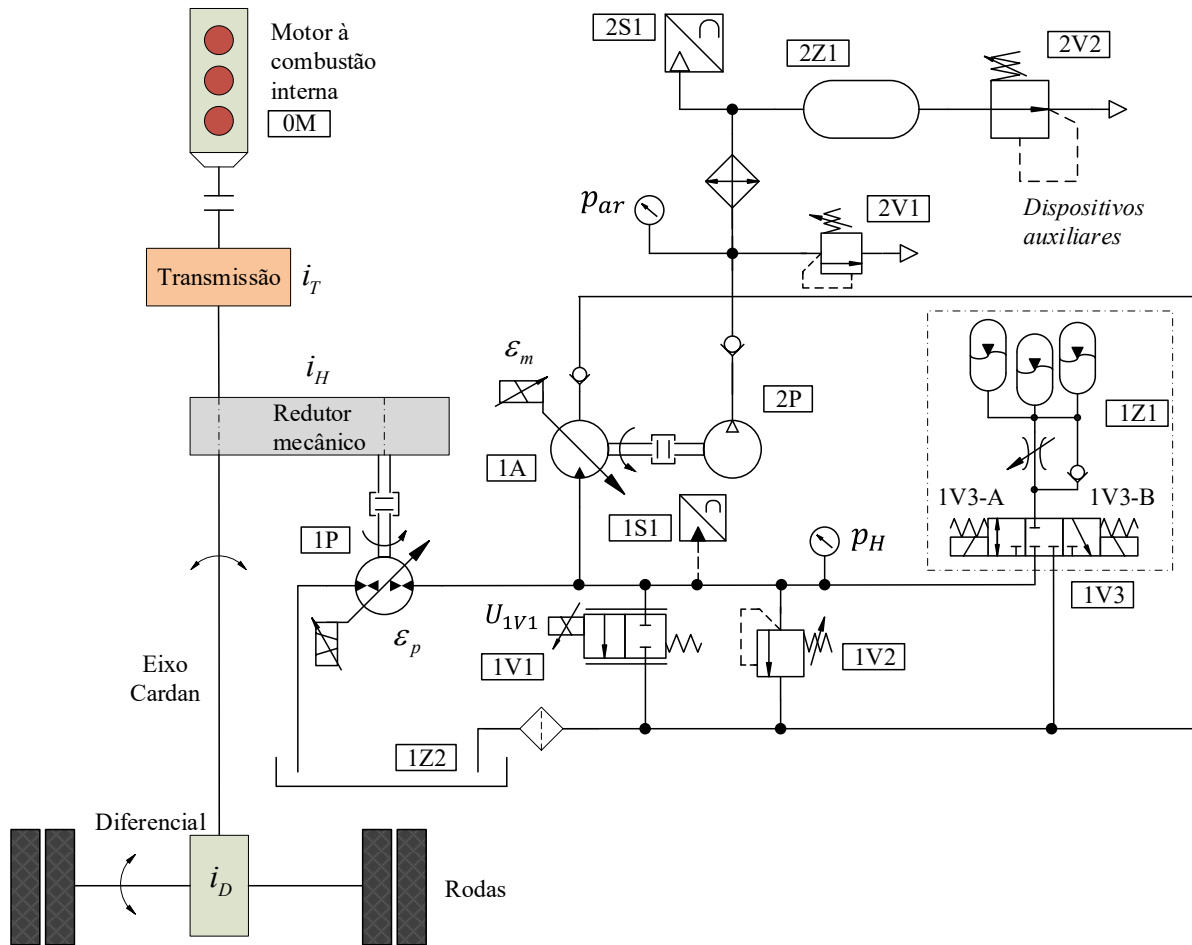 Motor à
combustão
interna
0M
2S1
2Z1
2V2
p_ar
2V1
Dispositivos
auxiliares
Transmissão
i_T
i_H
Redutor
mecânico
ε_m
2P
1A
1Z1
1V3-A
1V3-B
1S1
1P
p_H
1V3
U_1V1
1V1
1V2
ε_p
Eixo
Cardan
1Z2
Diferencial
i_D
Rodas